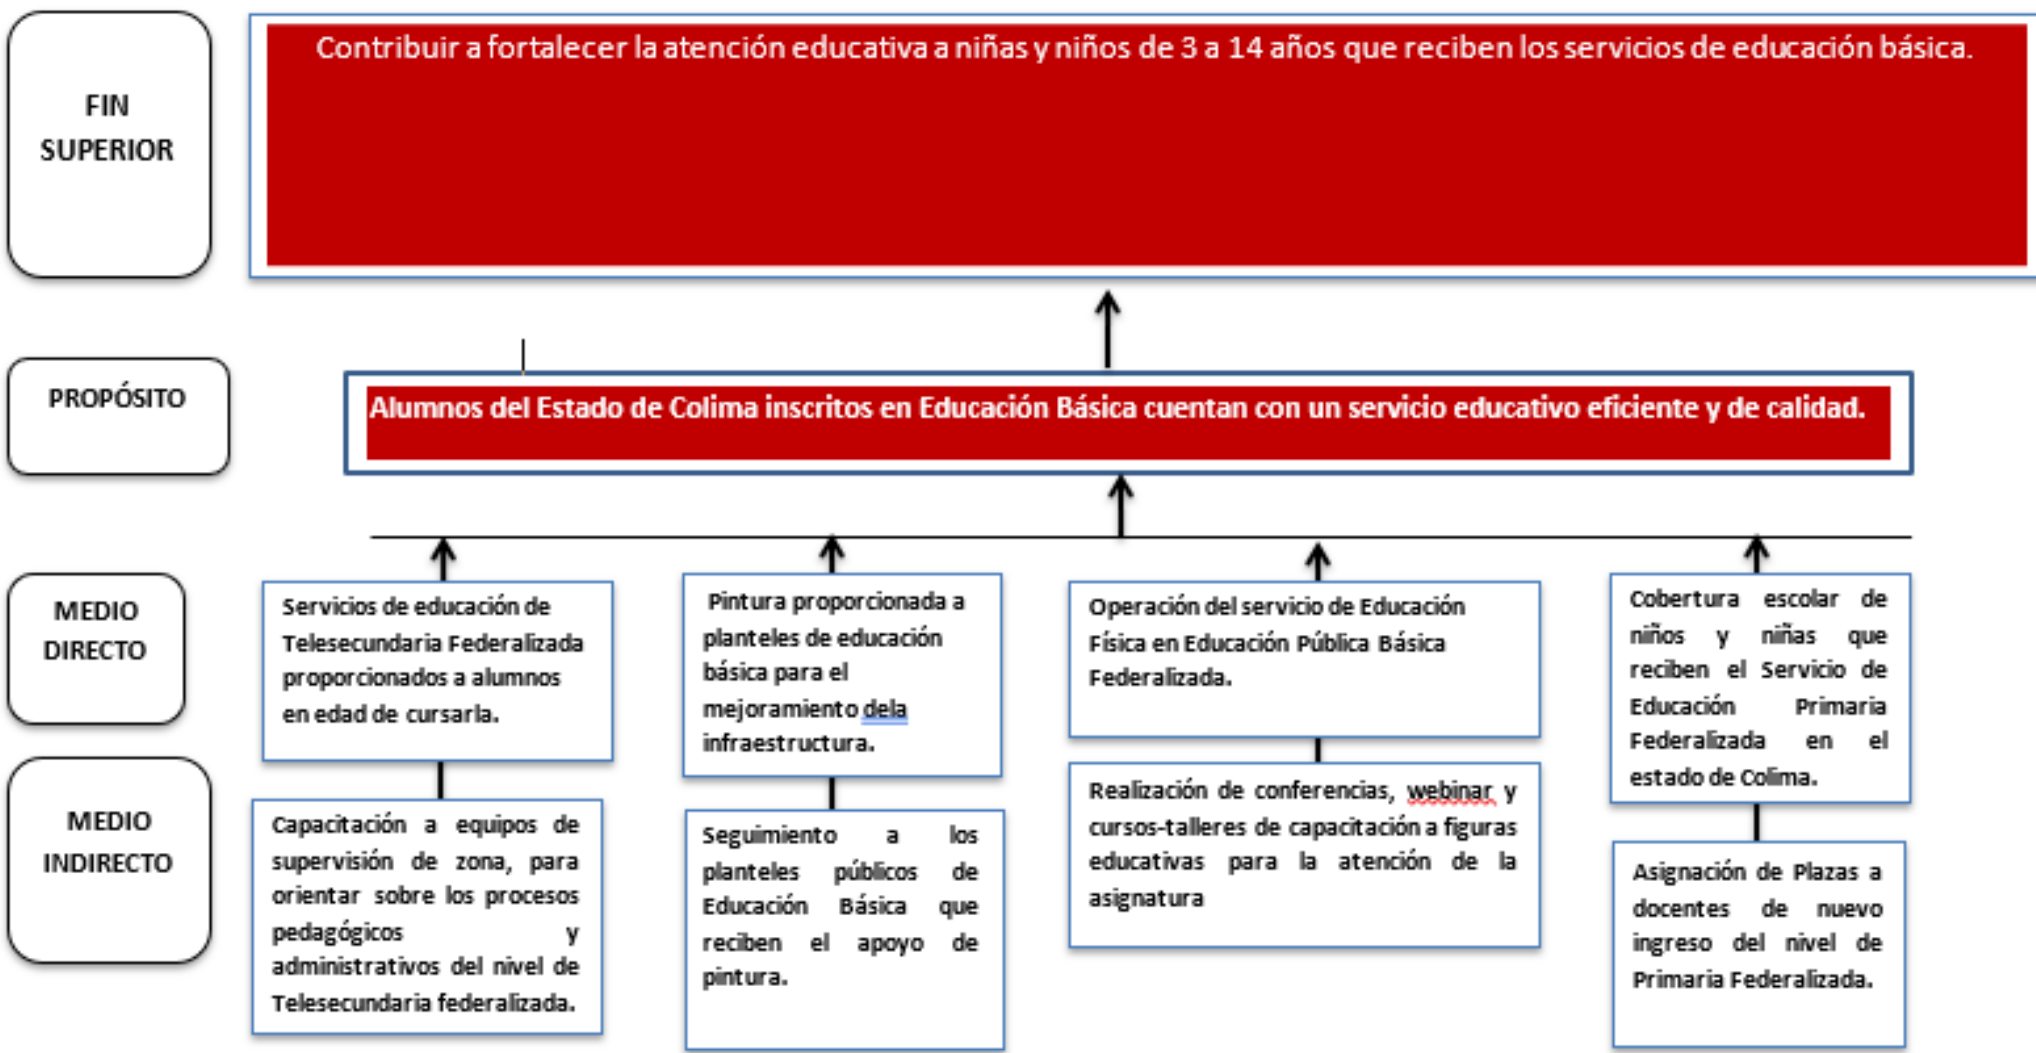 FIN
SUPERIOR
Contribuir a fortalecer la atención educativa a niñas y niños de 3 a 14 años que reciben los servicios de educación básica.
PROPÓSITO
Alumnos del Estado de Colima inscritos en Educación Básica cuentan con un servicio educativo eficiente y de calidad.
MEDIO
DIRECTO
Servicios de educación de
Telesecundaria Federalizada
proporcionados a alumnos
en edad de cursarla.
Pintura proporcionada a
planteles de educación
básica para el
mejoramiento dela
infraestructura.
Operación del servicio de Educación
Física en Educación Pública Básica
Federalizada.
Cobertura escolar de
niños y niñas que
reciben el Servicio de
Educación Primaria
Federalizada en el
estado de Colima.
MEDIO
INDIRECTO
Capacitación a equipos de
supervisión de zona, para
orientar sobre los procesos
pedagógicos y
administrativos del nivel de
Telesecundaria federalizada.
Seguimiento a los
planteles públicos de
Educación Básica que
reciben el apoyo de
pintura.
Realización de conferencias, webinar y
cursos-talleres de capacitación a figuras
educativas para la atención de la
asignatura
Asignación de Plazas a
docentes de nuevo
ingreso del nivel de
Primaria Federalizada.